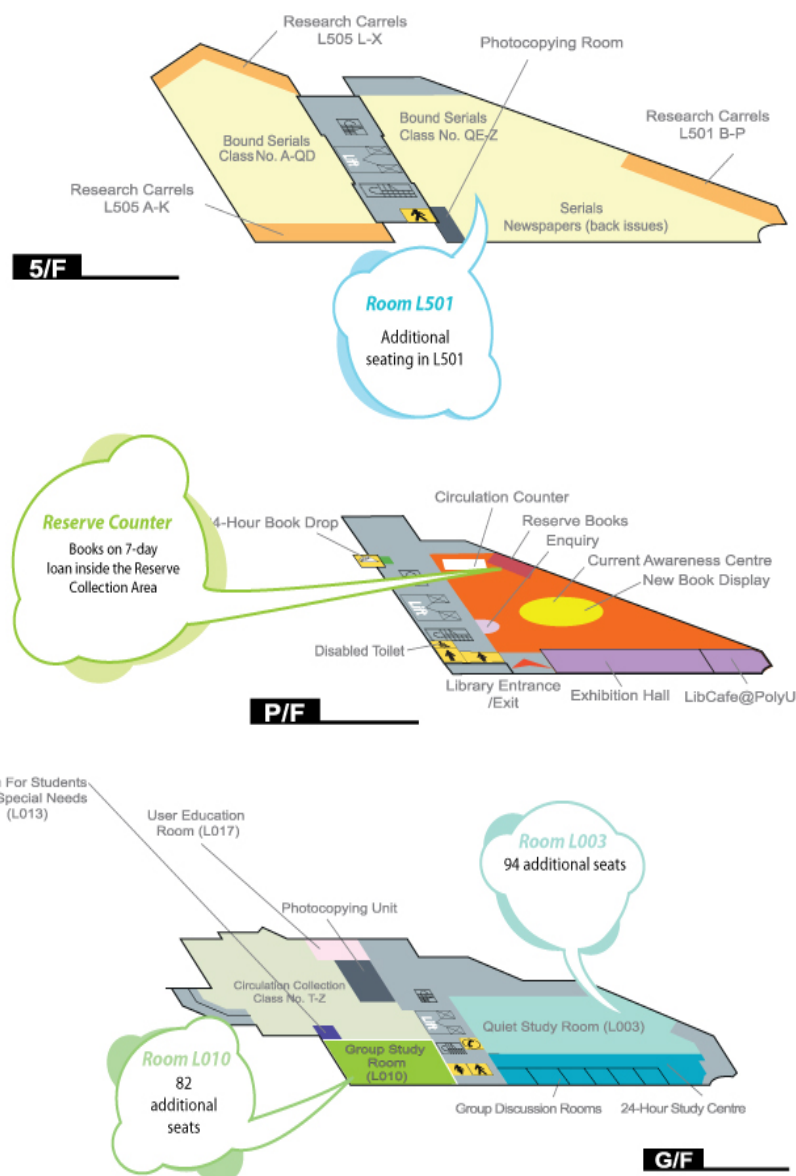 Research Carrels
L505 L-X
Photocopying Room
Bound Serials
Class No. QE-Z
Research Carrels
L501 B-P
Bound Serials
Class No. A-QD
Lift
Research Carrels
L505 A-K
Serials
Newspapers (back issues)
5/F
Room L501
Additional
seating in L501
Reserve Counter
Books on 7-day
loan inside the Reserve
Collection Area
4-Hour Book Drop
Circulation Counter
Reserve Books
Enquiry
Current Awareness Centre
New Book Display
Lift
Disabled Toilet
Library Entrance
/Exit
Exhibition Hall
LibCafe@PolyU
P/F
For Students
Special Needs
(L013)
User Education
Room (L017)
Room L003
94 additional seats
Photocopying Unit
Circulation Collection
Class No. T-Z
Lift
Quiet Study Room (L003)
Group Study
Room
(L010)
Room L010
82
additional
seats
Group Discussion Rooms
24-Hour Study Centre
G/F